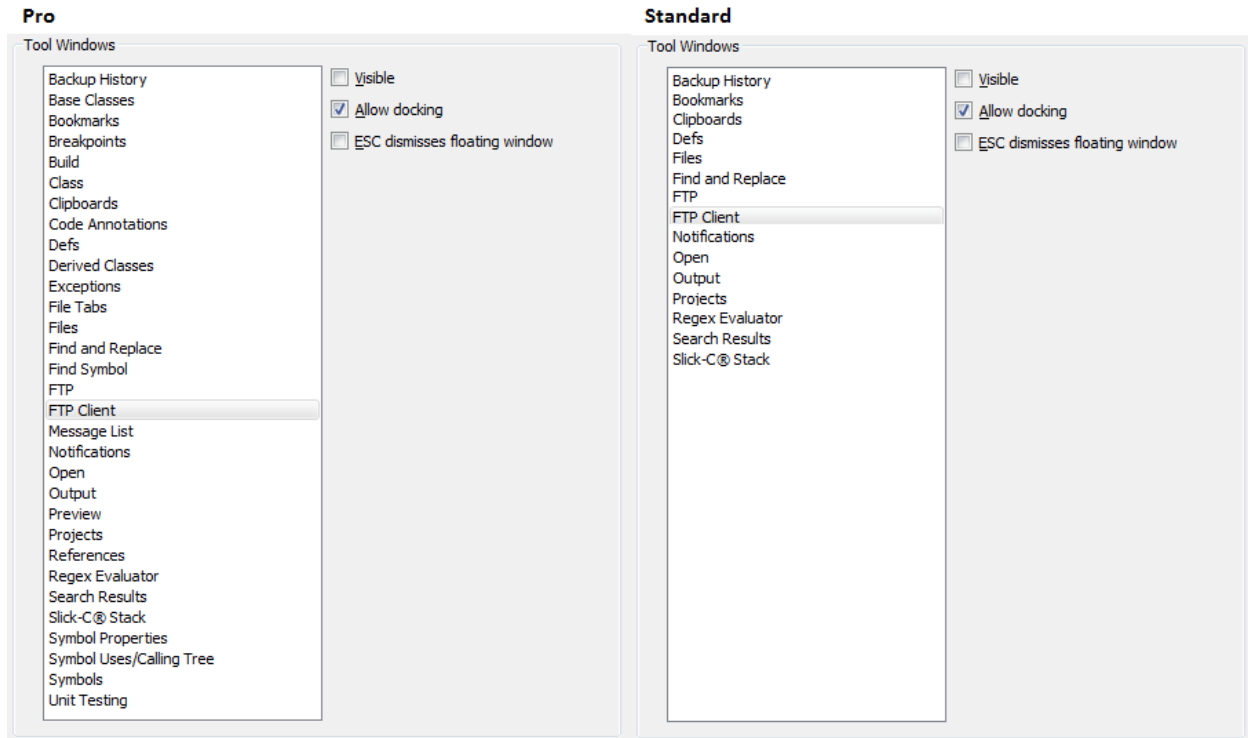 Pro
Tool Windows
Backup History
Base Classes
Bookmarks
Breakpoints
Build
Class
Clipboards
Code Annotations
Defs
Derived Classes
Exceptions
File Tabs
Files
Find and Replace
Find Symbol
FTP
FTP Client
Message List
Notifications
Open
Output
Preview
Projects
References
Regex Evaluator
Search Results
Slick-C® Stack
Symbol Properties
Symbol Uses/Calling Tree
Symbols
Unit Testing
Visible
Allow docking
ESC dismisses floating window
Standard
Tool Windows
Backup History
Bookmarks
Clipboards
Defs
Files
Find and Replace
FTP
FTP Client
Notifications
Open
Output
Projects
Regex Evaluator
Search Results
Slick-C® Stack
Visible
Allow docking
ESC dismisses floating window